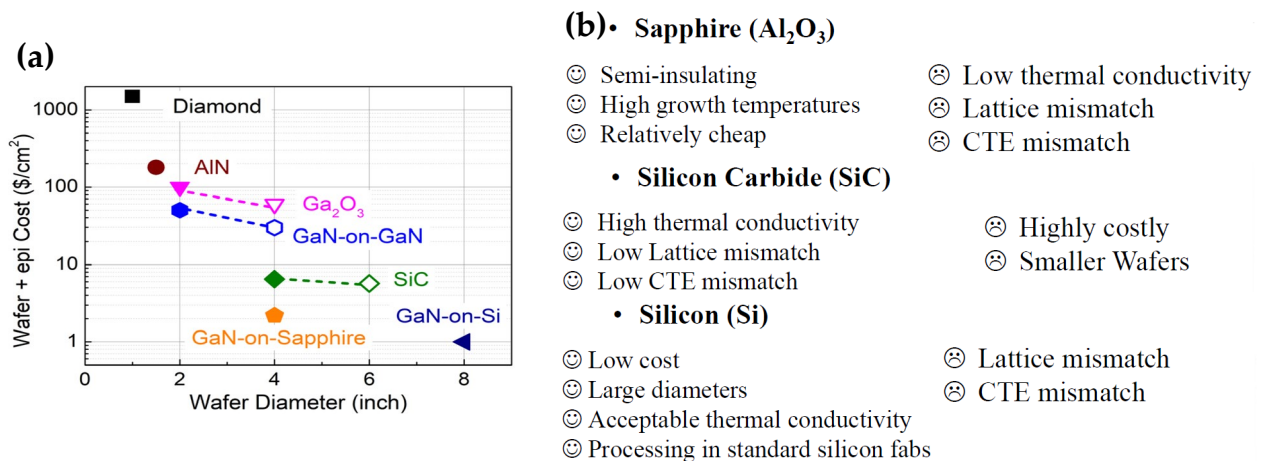 (a)
Wafer + epi Cost ($/cm²)
1000
100
10
1
Diamond
AlN
Ga₂O₃
GaN-on-GaN
SiC
GaN-on-Si
GaN-on-Sapphire
0 2 4 6 8
Wafer Diameter (inch)
(b)• Sapphire (Al₂O₃)
☺ Semi-insulating
☺ High growth temperatures
☺ Relatively cheap
☹ Low thermal conductivity
☹ Lattice mismatch
☹ CTE mismatch
• Silicon Carbide (SiC)
☺ High thermal conductivity
☺ Low Lattice mismatch
☺ Low CTE mismatch
☹ Highly costly
☹ Smaller Wafers
• Silicon (Si)
☺ Low cost
☺ Large diameters
☺ Acceptable thermal conductivity
☺ Processing in standard silicon fabs
☹ Lattice mismatch
☹ CTE mismatch